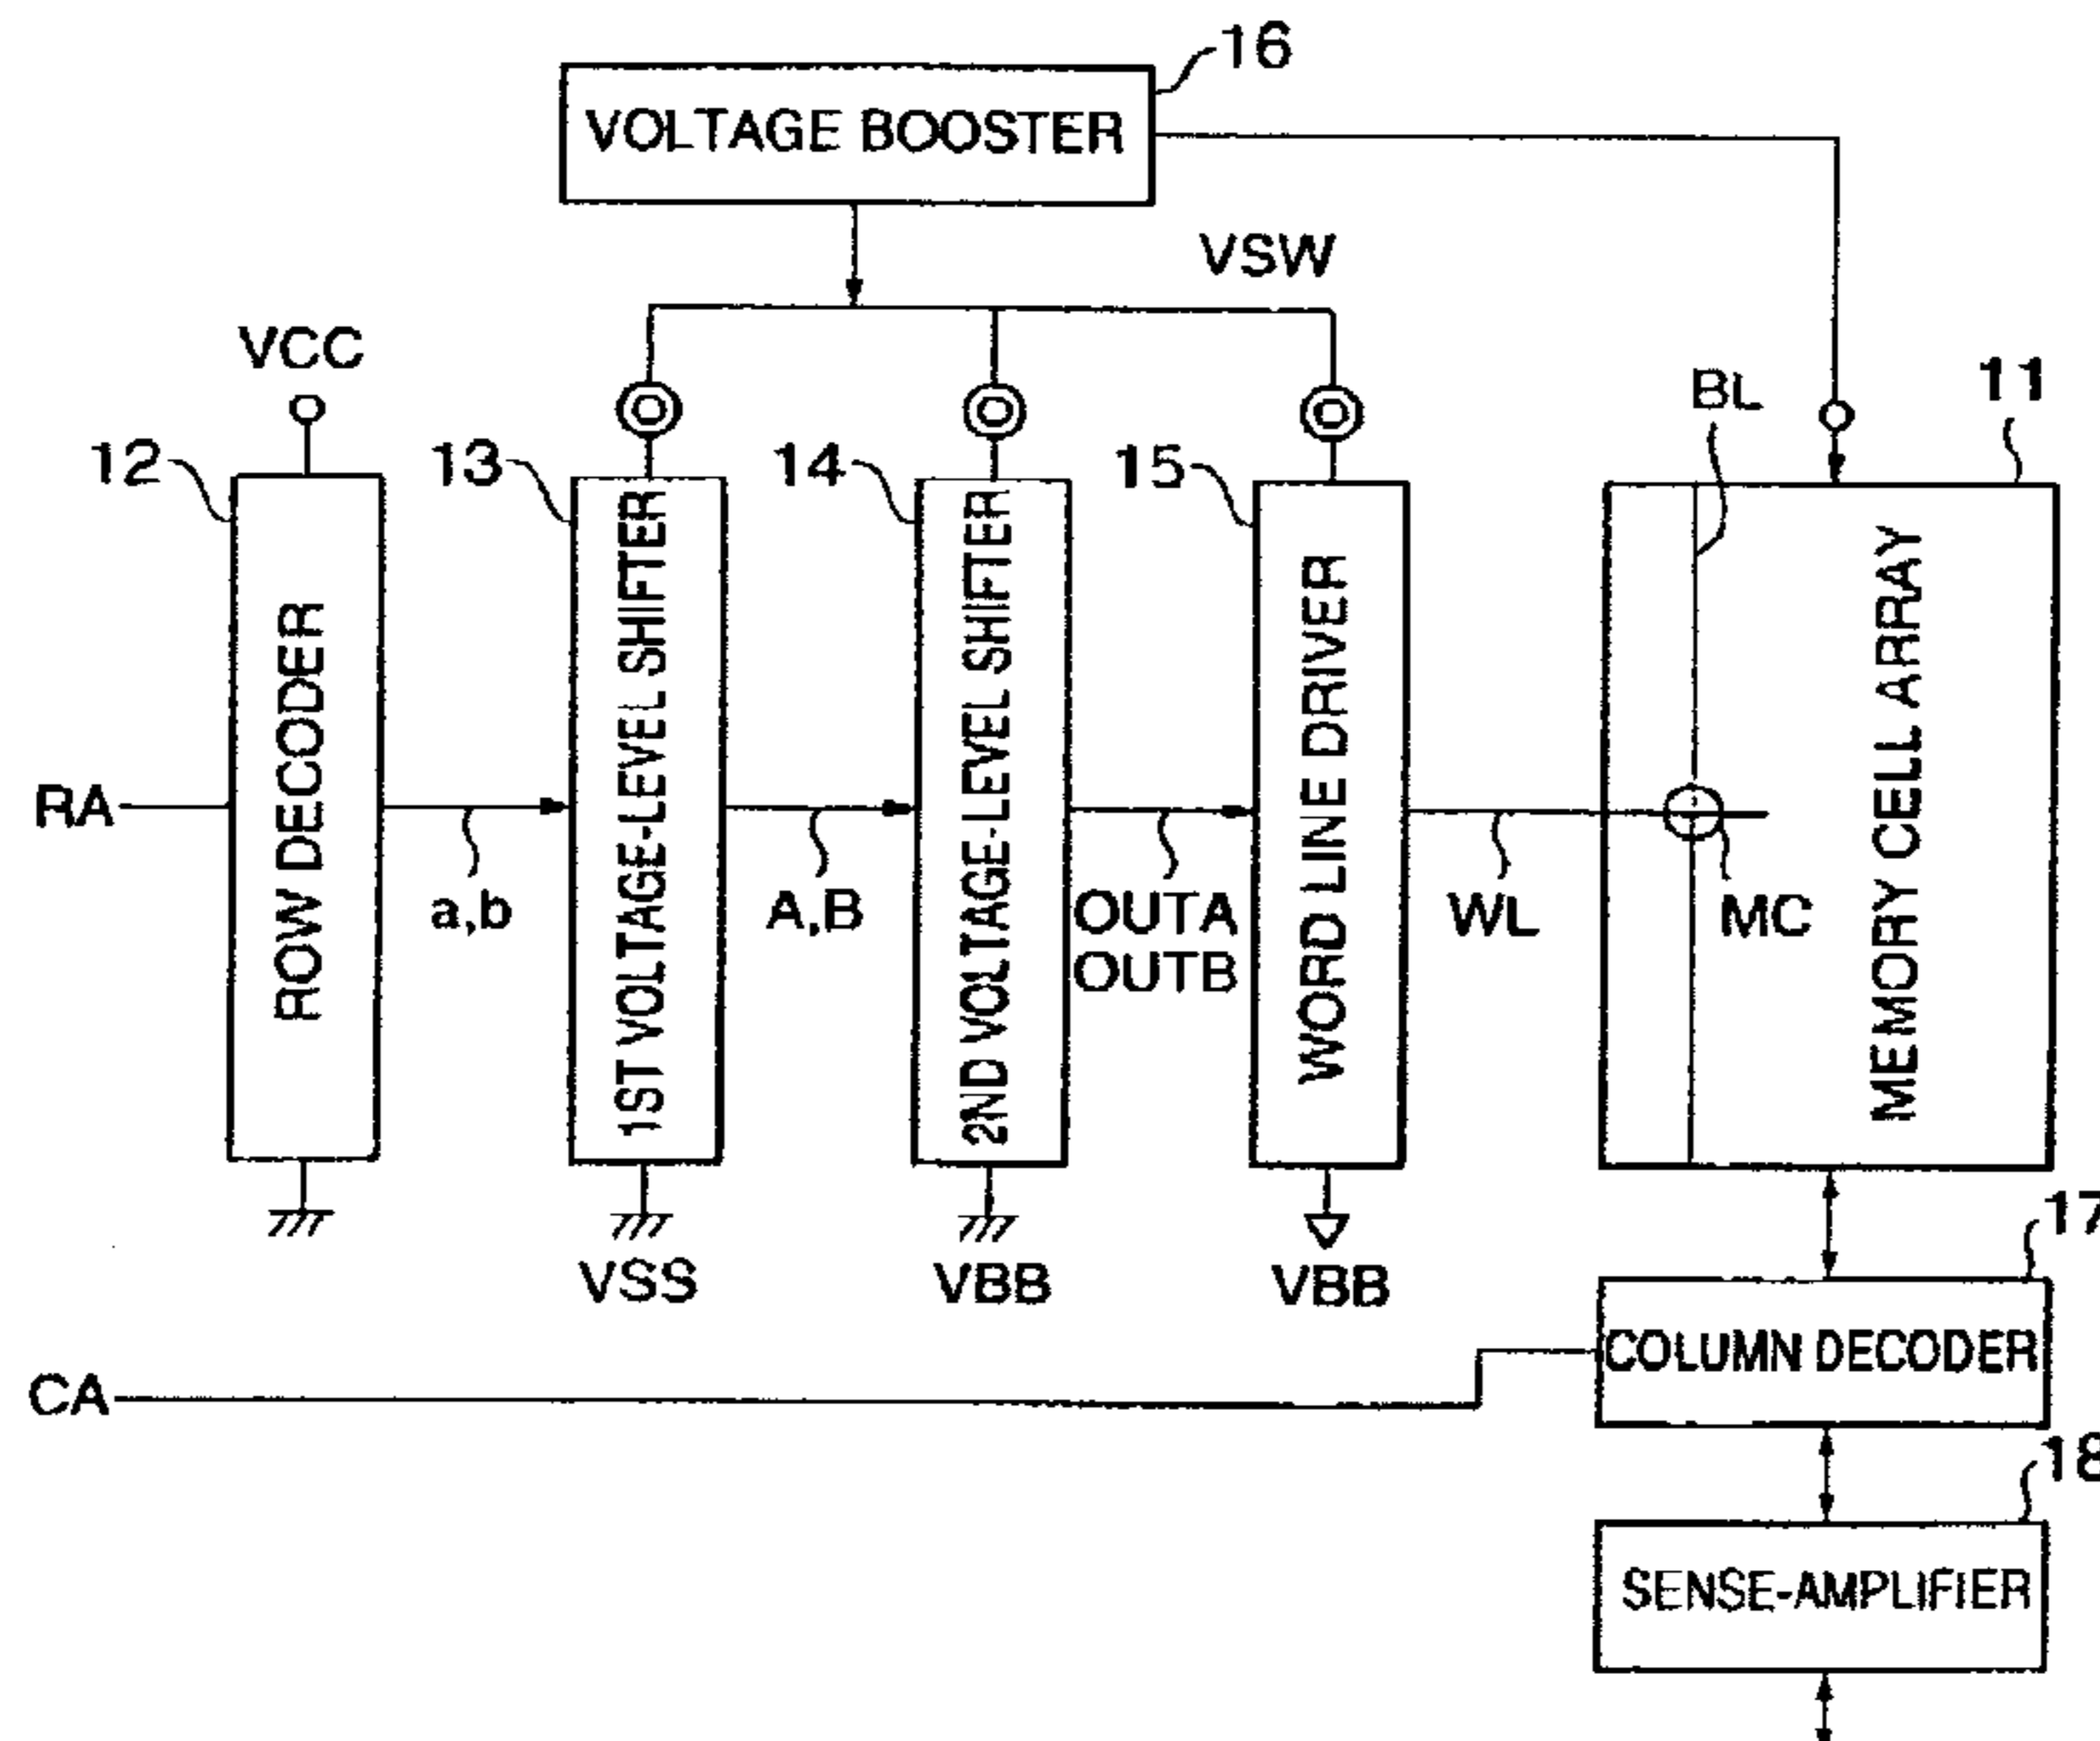 16
VOLTAGE BOOSTER
VSW
VCC
BL
11
12
13
14
15
ROW DECODER
1ST VOLTAGE-LEVEL SHIFTER
2ND VOLTAGE-LEVEL SHIFTER
WORD LINE DRIVER
MEMORY CELL ARRAY
RA
a,b
A,B
OUTA
OUTB
WL
MC
VSS
VBB
VBB
17
COLUMN DECODER
CA
18
SENSE-AMPLIFIER